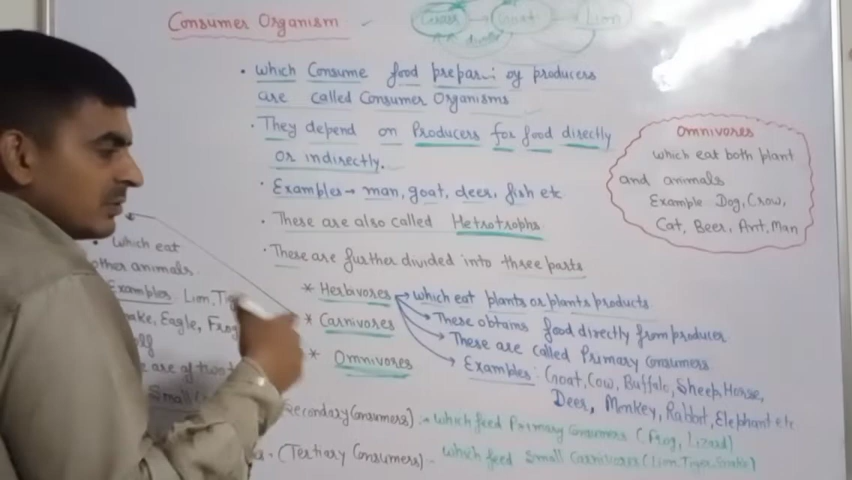 Consumer Organism
Grass → Goat → Lion
• Which Consume food prepar by producers
are called Consumer Organisms
• They depend on Producers for food directly
or indirectly.
• Examples → man, goat, deer, fish etc
• These are also called Hetrotrophs
• These are further divided into three parts
* Herbivores → which eat plants or plants products
These obtains food directly from producer
These are called Primary Consumers
Examples: Goat, Cow, Buffalo, Sheep, Horse,
Deer, Monkey, Rabbit, Elephant etc
* Carnivores
* Omnivores
Omnivores
which eat both plant
and animals
Example Dog, Crow,
Cat, Beer, Ant, Man
• Which eat
other animals
Examples Lion, Tig
ake, Eagle, Frog
are of two
Small
(Secondary Consumers) - which feed Primary Consumers (Frog, Lizard)
- (Tertiary Consumers) - which feed Small Carnivores (Lion, Tiger, Snake)